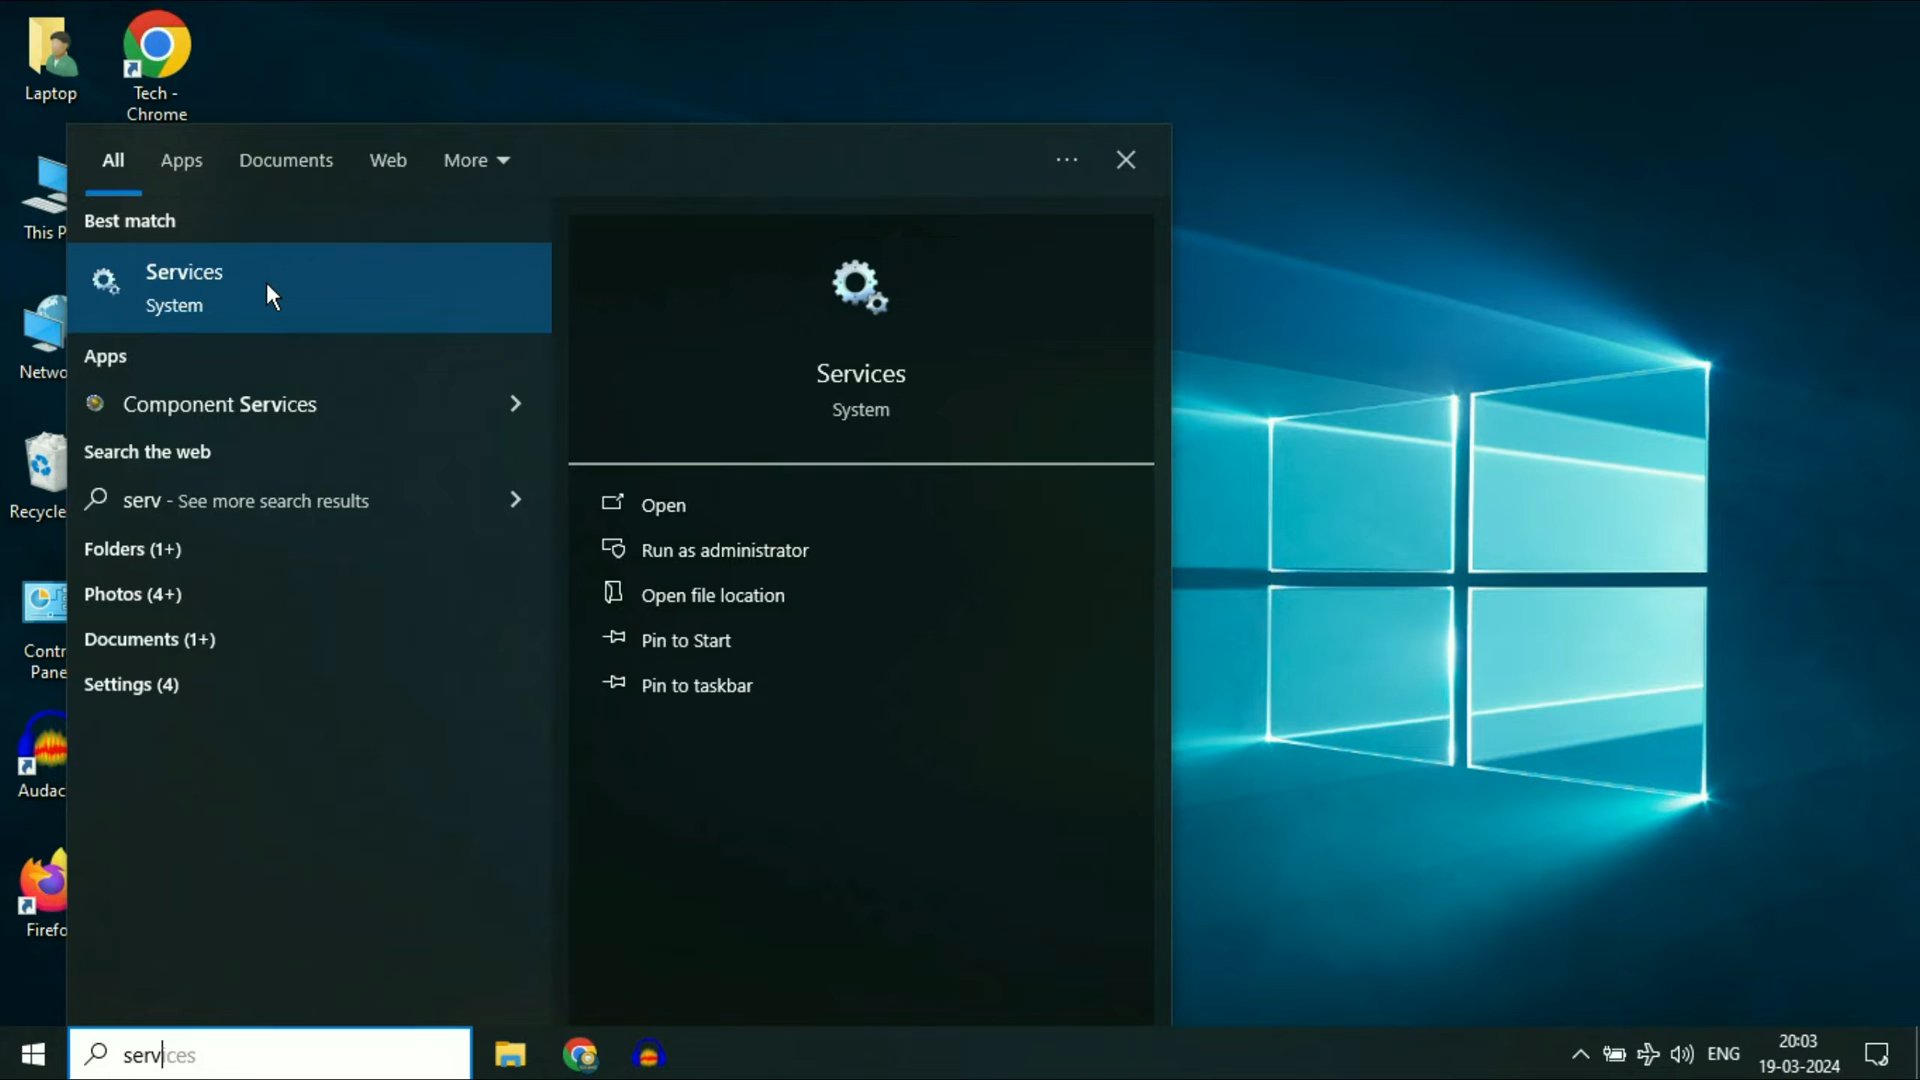 Laptop
Tech -
Chrome
This P
Netwo
Recycle
Contr
Pane
Audac
Firefo
All
Apps
Documents
Web
More
Best match
Services
System
Apps
Component Services
Search the web
serv - See more search results
Folders (1+)
Photos (4+)
Documents (1+)
Settings (4)
Services
System
Open
Run as administrator
Open file location
Pin to Start
Pin to taskbar
services
ENG
20:03
19-03-2024